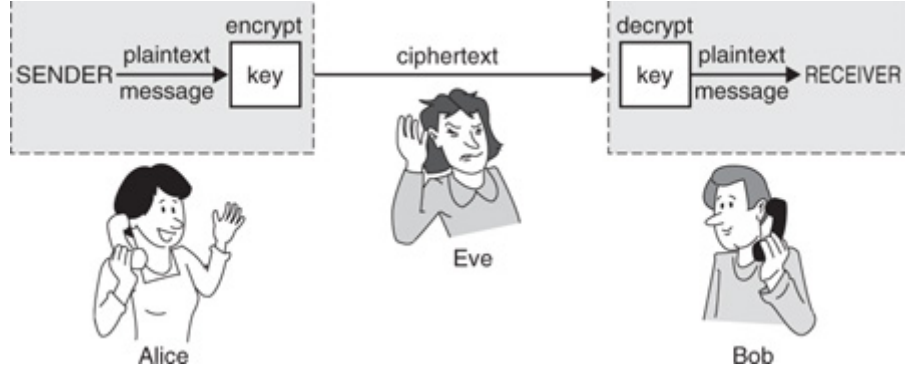 encrypt
decrypt
SENDER plaintext message key
ciphertext
key plaintext message RECEIVER
Eve
Alice
Bob